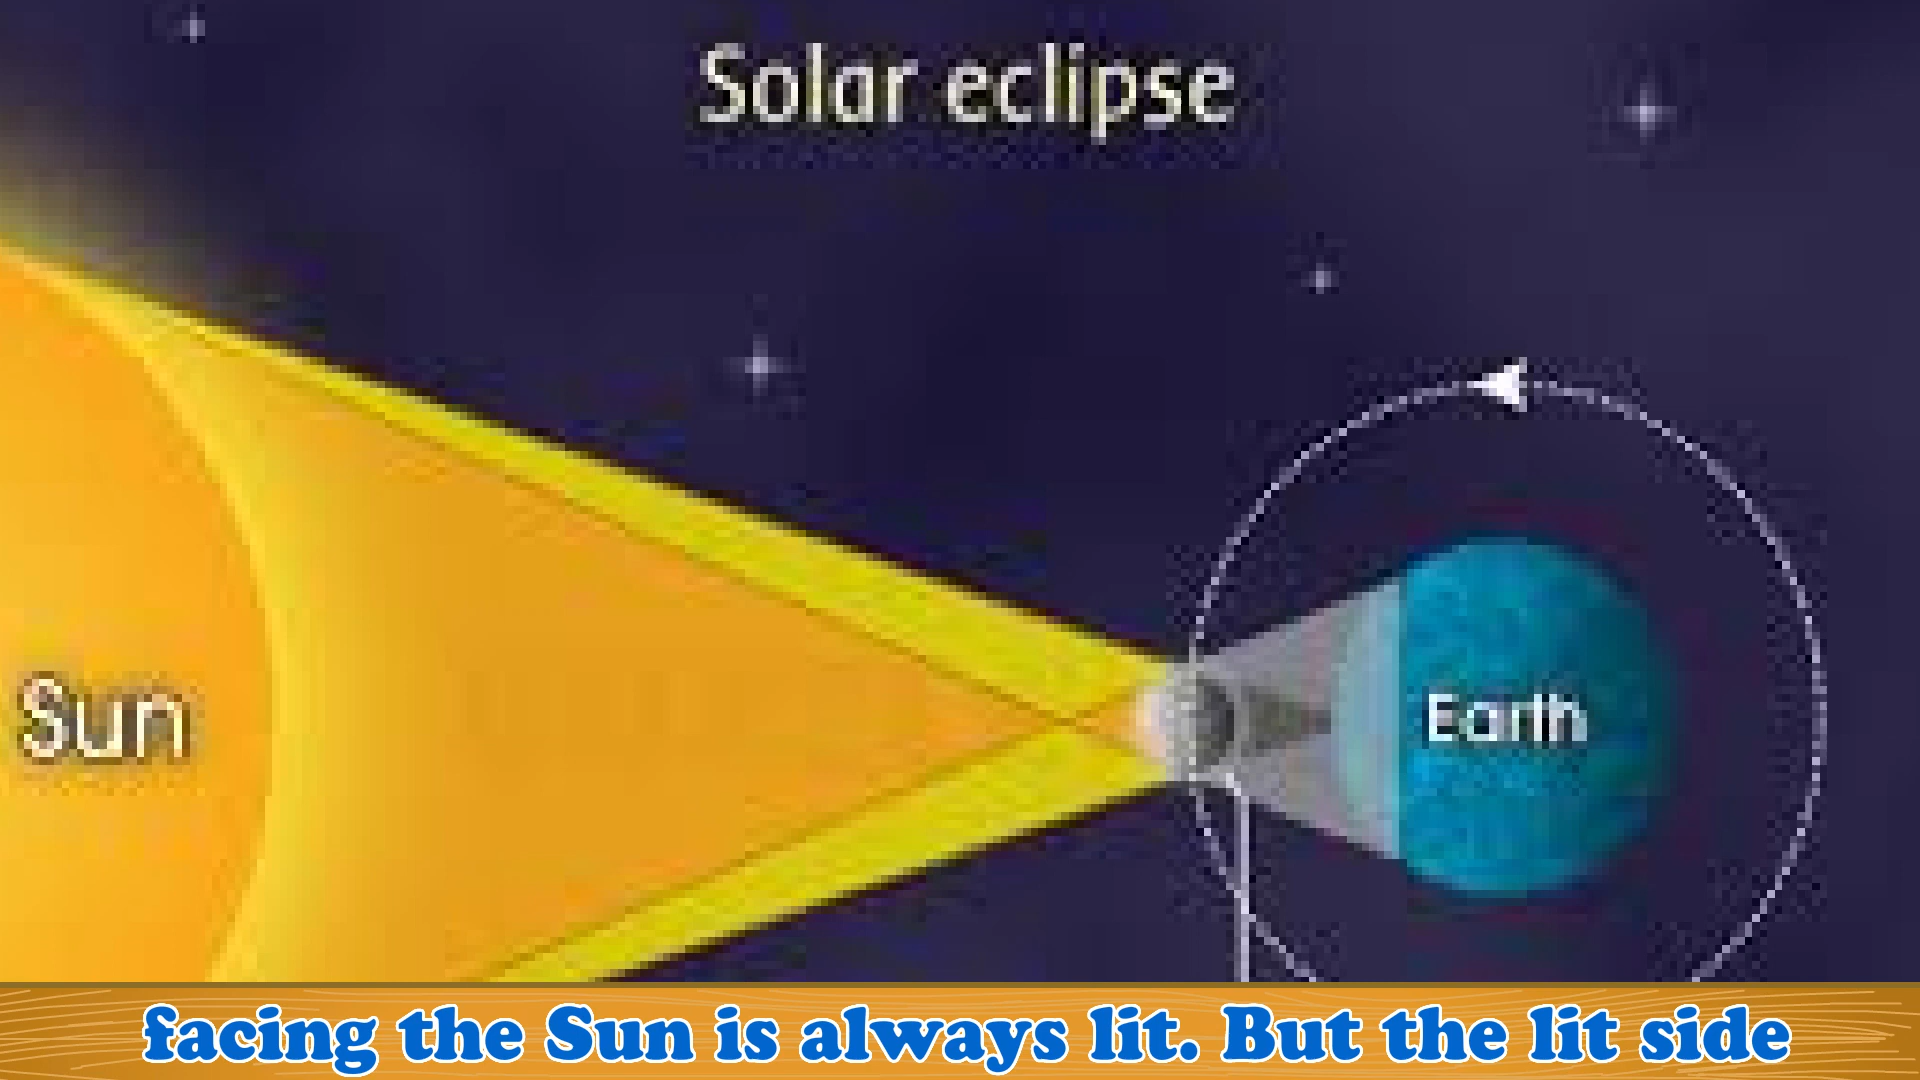 Solar eclipse
Sun
Earth
facing the Sun is always lit. But the lit side